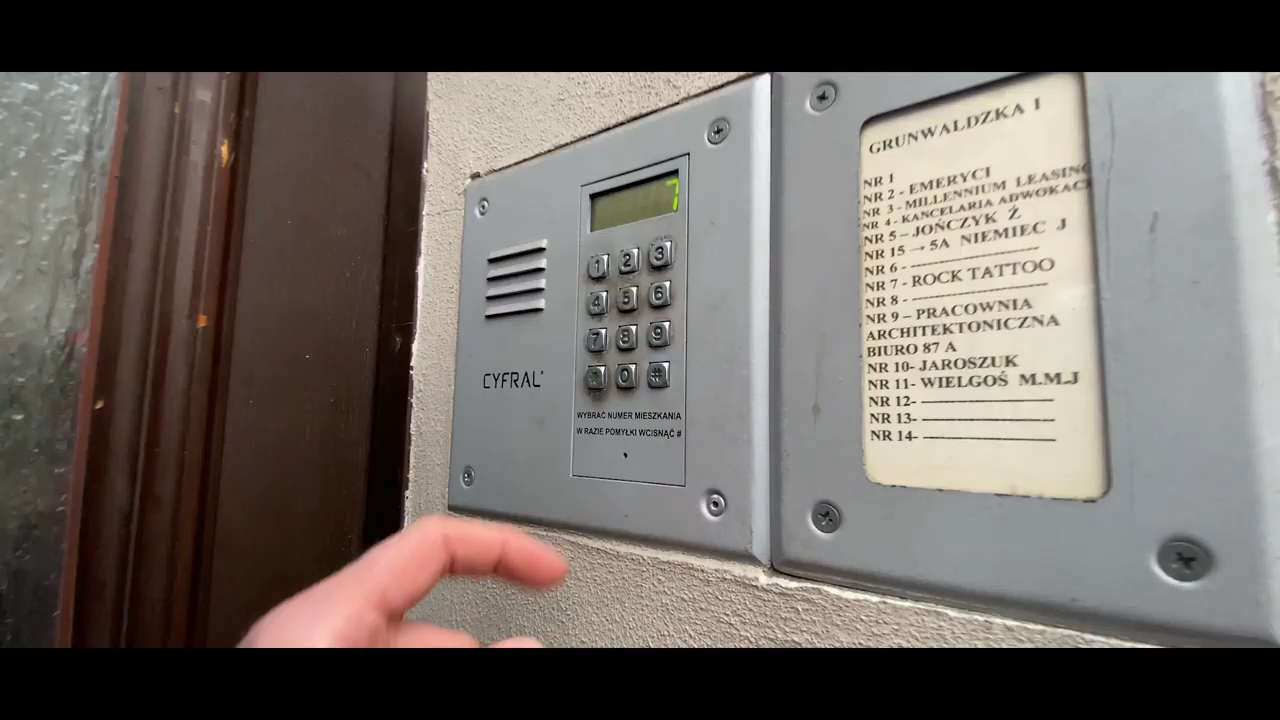 7
1 2 3
4 5 6
7 8 9
* 0 #
CYFRAL
WYBRAĆ NUMER MIESZKANIA
W RAZIE POMYŁKI WCISNĄĆ #
GRUNWALDZKA 1
NR 1
NR 2 - EMERYCI
NR 3 - MILLENNIUM LEASING
NR 4 - KANCELARIA ADWOKACK
NR 5 – JOŃCZYK Ż
NR 15 → 5A NIEMIEC J
NR 6 -
NR 7 - ROCK TATTOO
NR 8 -
NR 9 – PRACOWNIA
ARCHITEKTONICZNA
BIURO 87 A
NR 10- JAROSZUK
NR 11- WIELGOŚ M.M.J
NR 12-
NR 13-
NR 14-